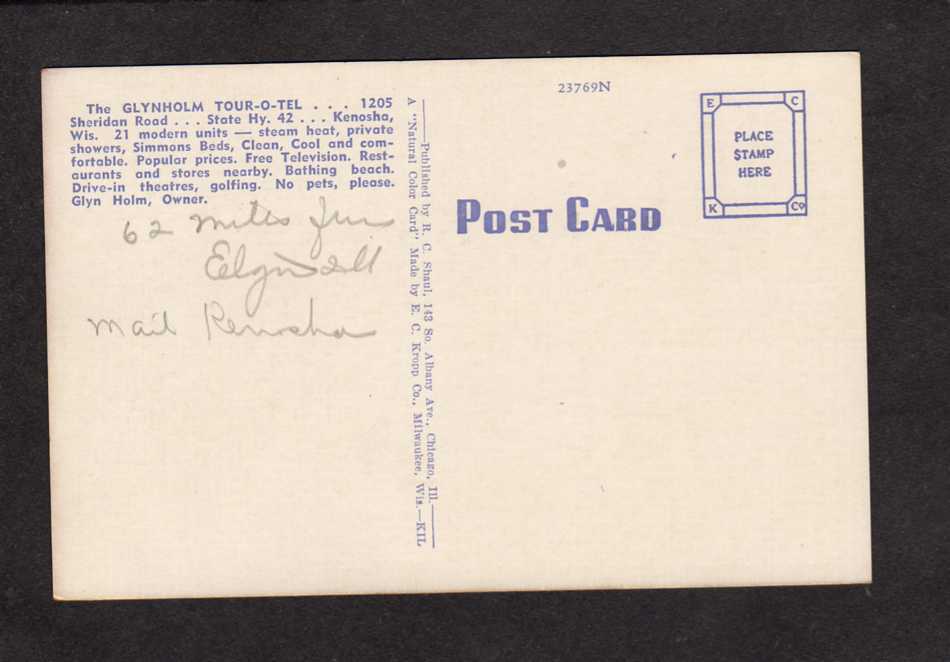 The GLYNHOLM TOUR-O-TEL . . . 1205
Sheridan Road . . . State Hy. 42 . . . Kenosha,
Wis. 21 modern units — steam heat, private
showers, Simmons Beds, Clean, Cool and com-
fortable. Popular prices. Free Television. Rest-
aurants and stores nearby. Bathing beach.
Drive-in theatres, golfing. No pets, please.
Glyn Holm, Owner.
62 miles from
Elgin Ill
Mail Kenosha
Published by R. C. Shaul, 143 So. Albany Ave., Chicago, Ill.
A "Natural Color Card" Made by E. C. Kropp Co., Milwaukee, Wis.—KIL
23769N
POST CARD
E C
PLACE
STAMP
HERE
K Co